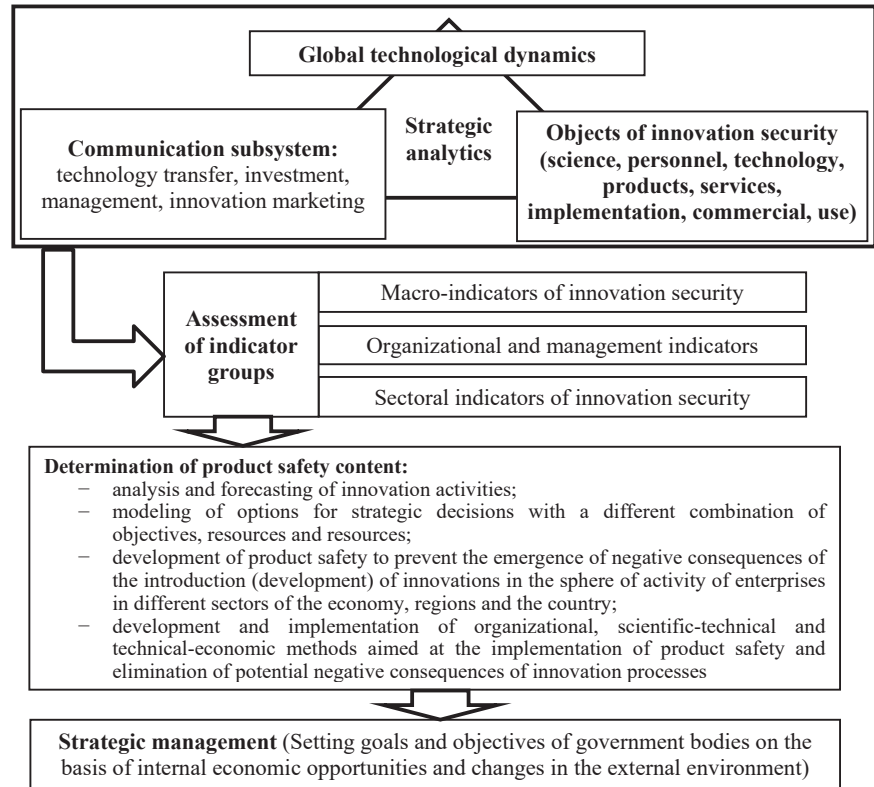 Global technological dynamics
Communication subsystem:
technology transfer, investment,
management, innovation marketing
Strategic
analytics
Objects of innovation security
(science, personnel, technology,
products, services,
implementation, commercial, use)
Assessment
of indicator
groups
Macro-indicators of innovation security
Organizational and management indicators
Sectoral indicators of innovation security
Determination of product safety content:
− analysis and forecasting of innovation activities;
− modeling of options for strategic decisions with a different combination of
objectives, resources and resources;
− development of product safety to prevent the emergence of negative consequences of
the introduction (development) of innovations in the sphere of activity of enterprises
in different sectors of the economy, regions and the country;
− development and implementation of organizational, scientific-technical and
technical-economic methods aimed at the implementation of product safety and
elimination of potential negative consequences of innovation processes
Strategic management (Setting goals and objectives of government bodies on the
basis of internal economic opportunities and changes in the external environment)